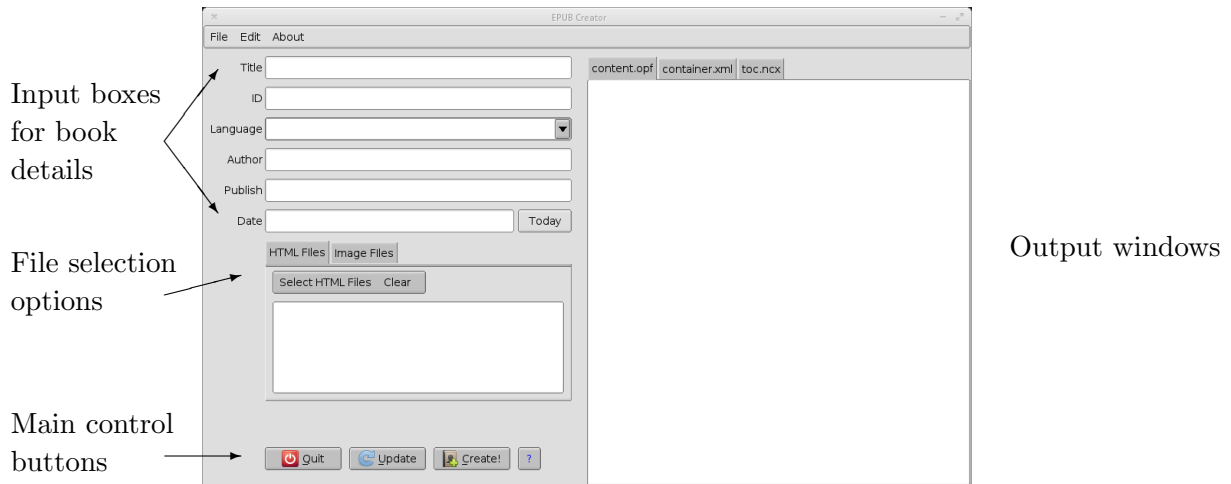 EPUB Creator
File Edit About
Input boxes
for book
details
Title
ID
Language
Author
Publish
Date Today
File selection
options
HTML FIles Image Files
Select HTML Files Clear
Main control
buttons
Quit Update Create! ?
content.opf container.xml toc.ncx
Output windows